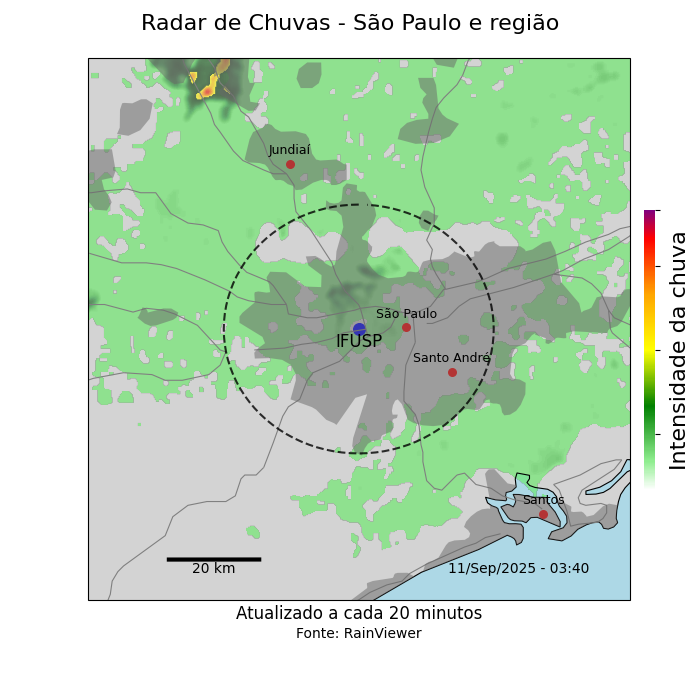 Radar de Chuvas - São Paulo e região
Jundiaí
São Paulo
IFUSP
Santo André
Santos
20 km
11/Sep/2025 - 03:40
Intensidade da chuva
Atualizado a cada 20 minutos
Fonte: RainViewer